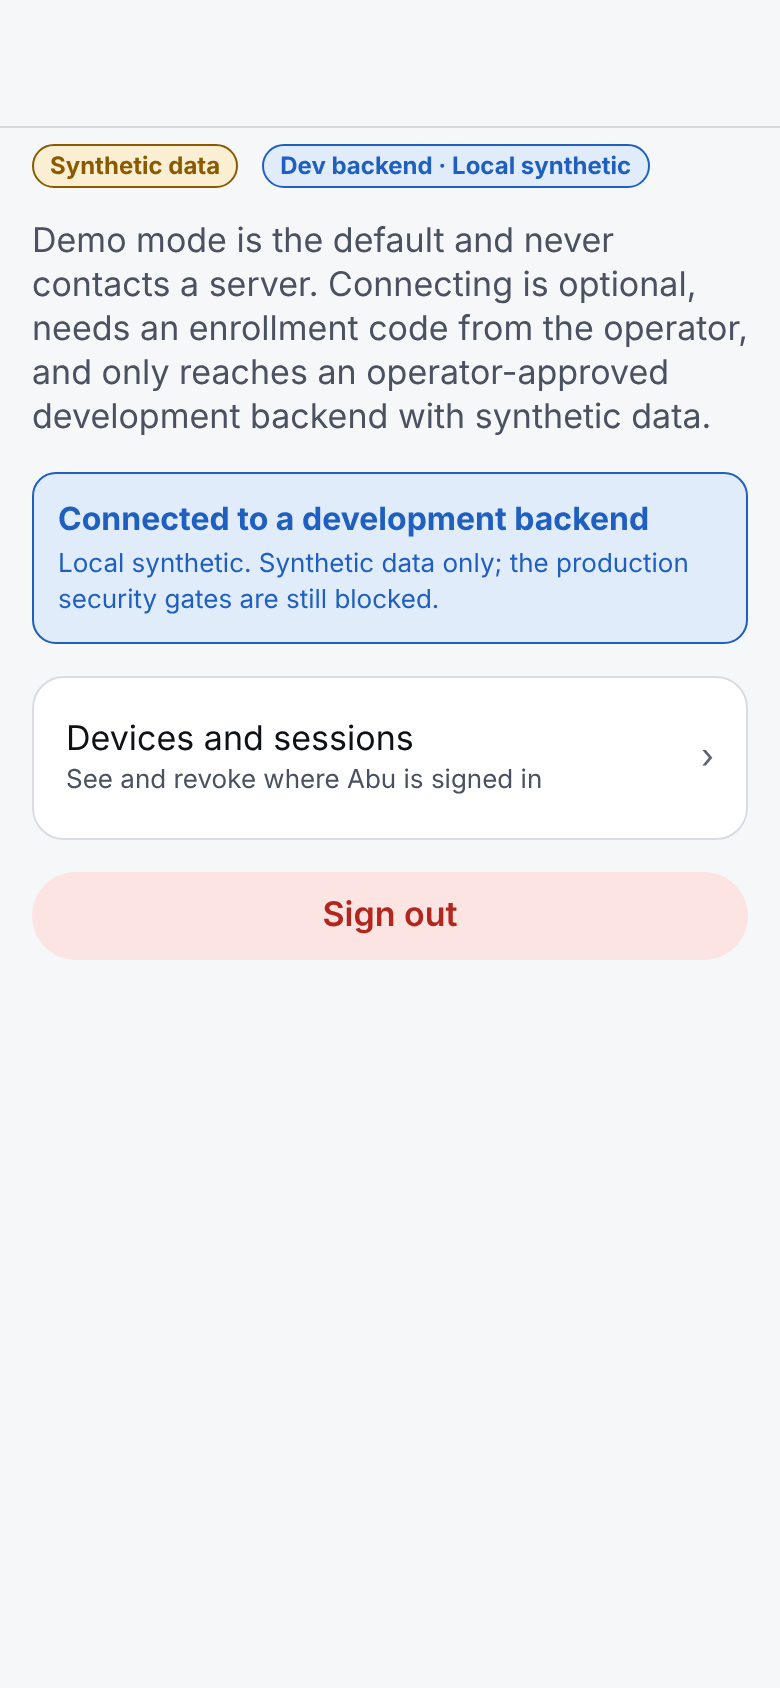 Synthetic data
Dev backend · Local synthetic
Demo mode is the default and never
contacts a server. Connecting is optional,
needs an enrollment code from the operator,
and only reaches an operator-approved
development backend with synthetic data.
Connected to a development backend
Local synthetic. Synthetic data only; the production
security gates are still blocked.
Devices and sessions
See and revoke where Abu is signed in
›
Sign out